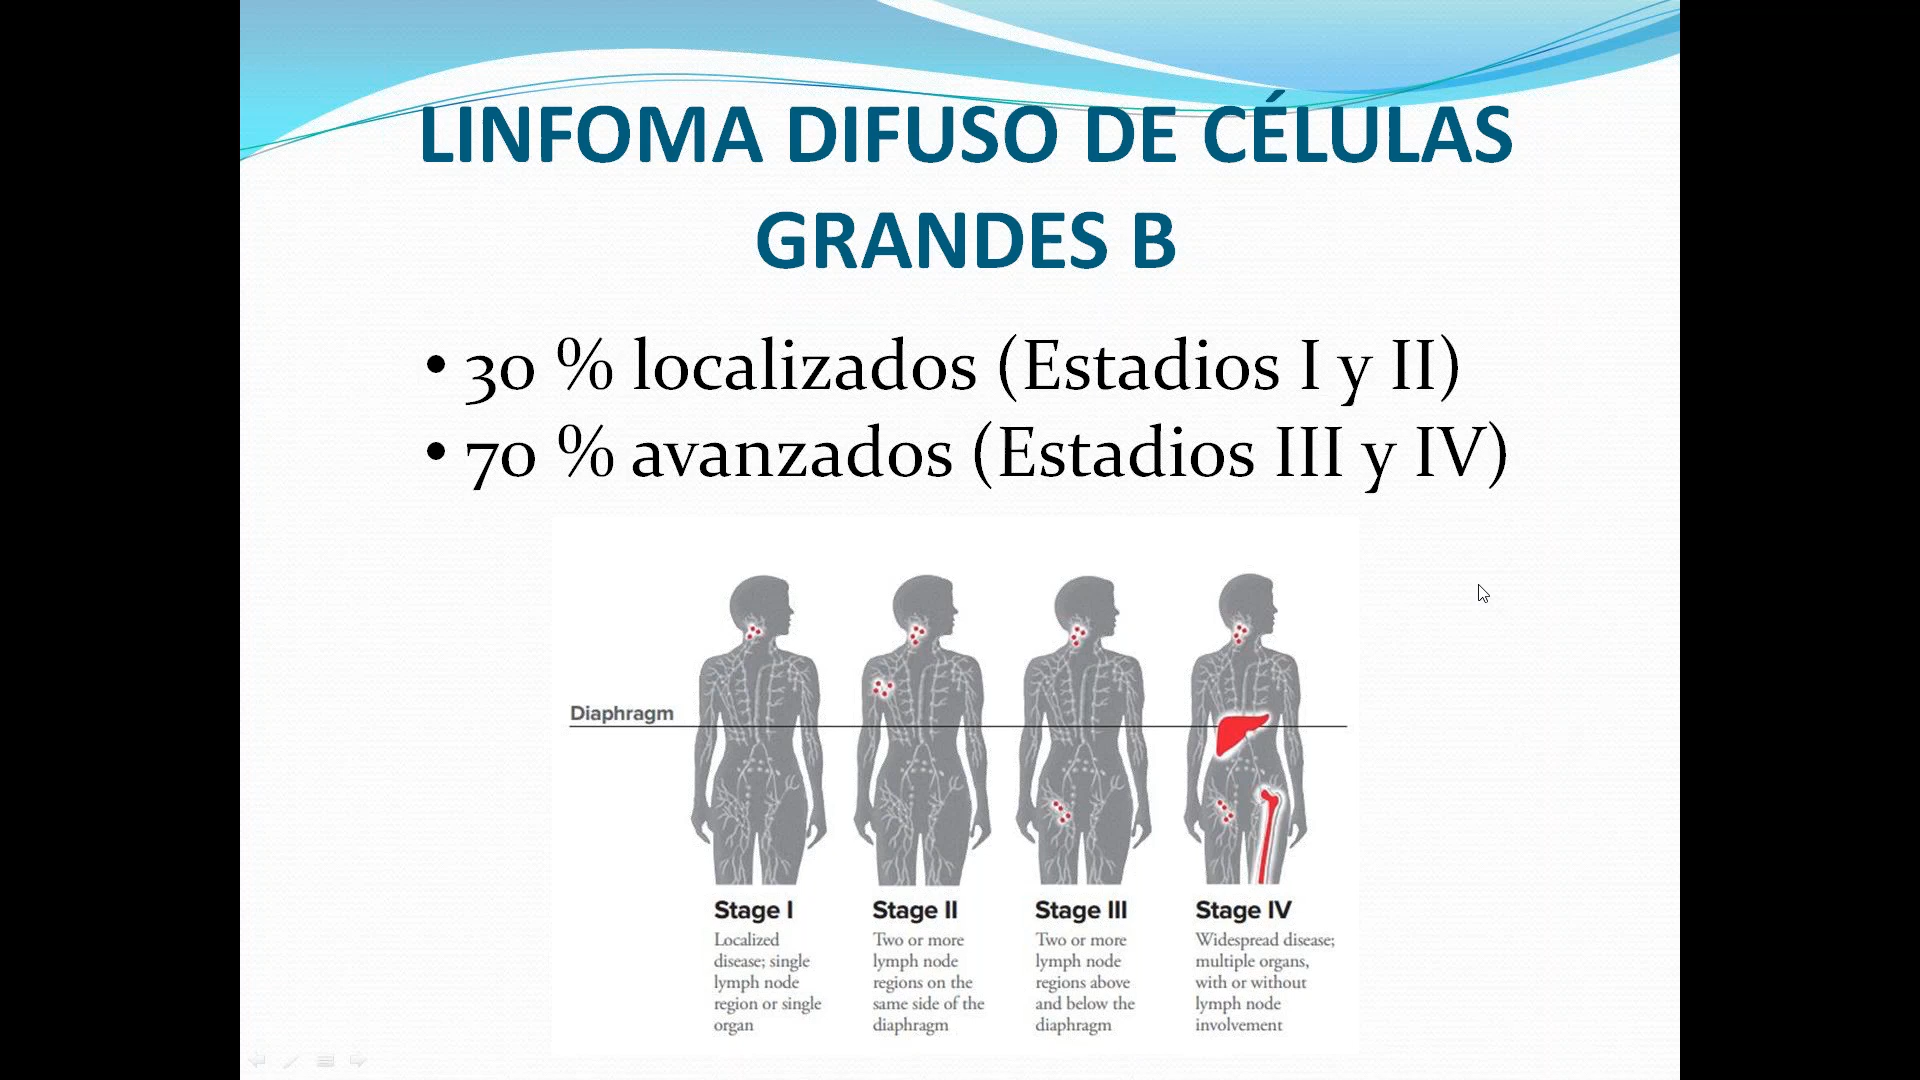 LINFOMA DIFUSO DE CÉLULAS
GRANDES B
• 30 % localizados (Estadios I y II)
• 70 % avanzados (Estadios III y IV)
Diaphragm
Stage I
Localized
disease; single
lymph node
region or single
organ
Stage II
Two or more
lymph node
regions on the
same side of the
diaphragm
Stage III
Two or more
lymph node
regions above
and below the
diaphragm
Stage IV
Widespread disease;
multiple organs,
with or without
lymph node
involvement